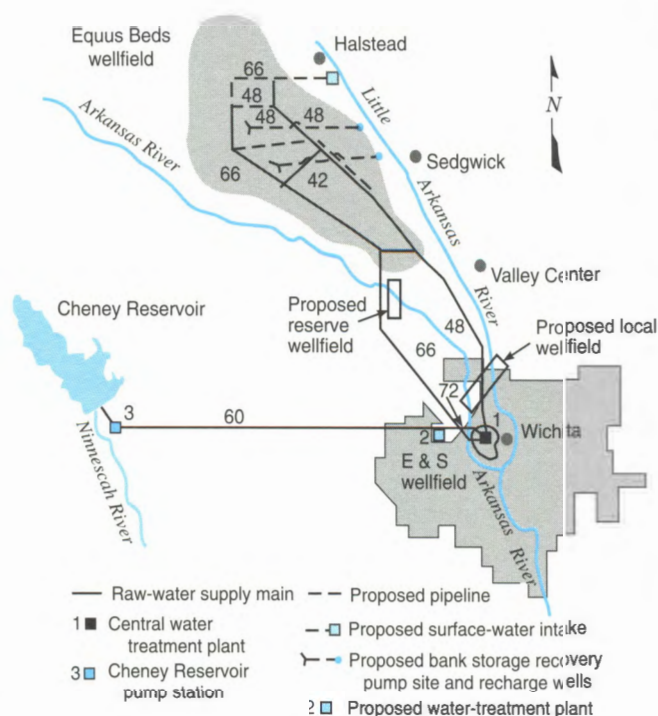 Equus Beds
wellfield
Halstead
66
48
48
48
Little
Arkansas
River
Arkansas River
Sedgwick
N
66
42
Valley Center
Cheney Reservoir
Proposed
reserve
wellfield
48
66
Proposed local
wellfield
72
1
3
60
2
Wichita
E & S
wellfield
Ninnescah River
Arkansas
River
Raw-water supply main
Proposed pipeline
1 Central water
treatment plant
Proposed surface-water intake
3 Cheney Reservoir
pump station
Proposed bank storage recovery
pump site and recharge wells
2 Proposed water-treatment plant